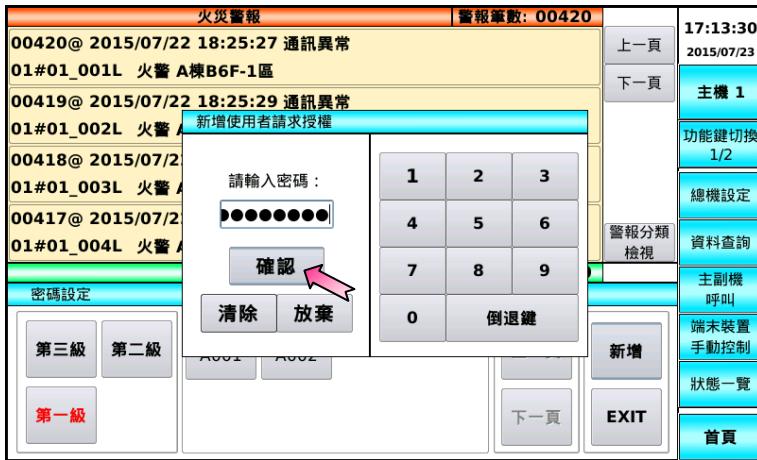 火災警報
警報筆數: 00420
00420@ 2015/07/22 18:25:27 通訊異常
01#01_001L 火警 A棟B6F-1區
00419@ 2015/07/22 18:25:29 通訊異常
01#01_002L 火警
00418@ 2015/07/2
01#01_003L 火警
00417@ 2015/07/2
01#01_004L 火警
上一頁
下一頁
警報分類
檢視
17:13:30
2015/07/23
主機 1
功能鍵切換
1/2
總機設定
資料查詢
主副機
呼叫
端末裝置
手動控制
狀態一覽
首頁
新增使用者請求授權
請輸入密碼：
●●●●●●●●
確認
清除
放棄
1 2 3
4 5 6
7 8 9
0 倒退鍵
密碼設定
第三級
第二級
第一級
A001
A002
下一頁
新增
EXIT